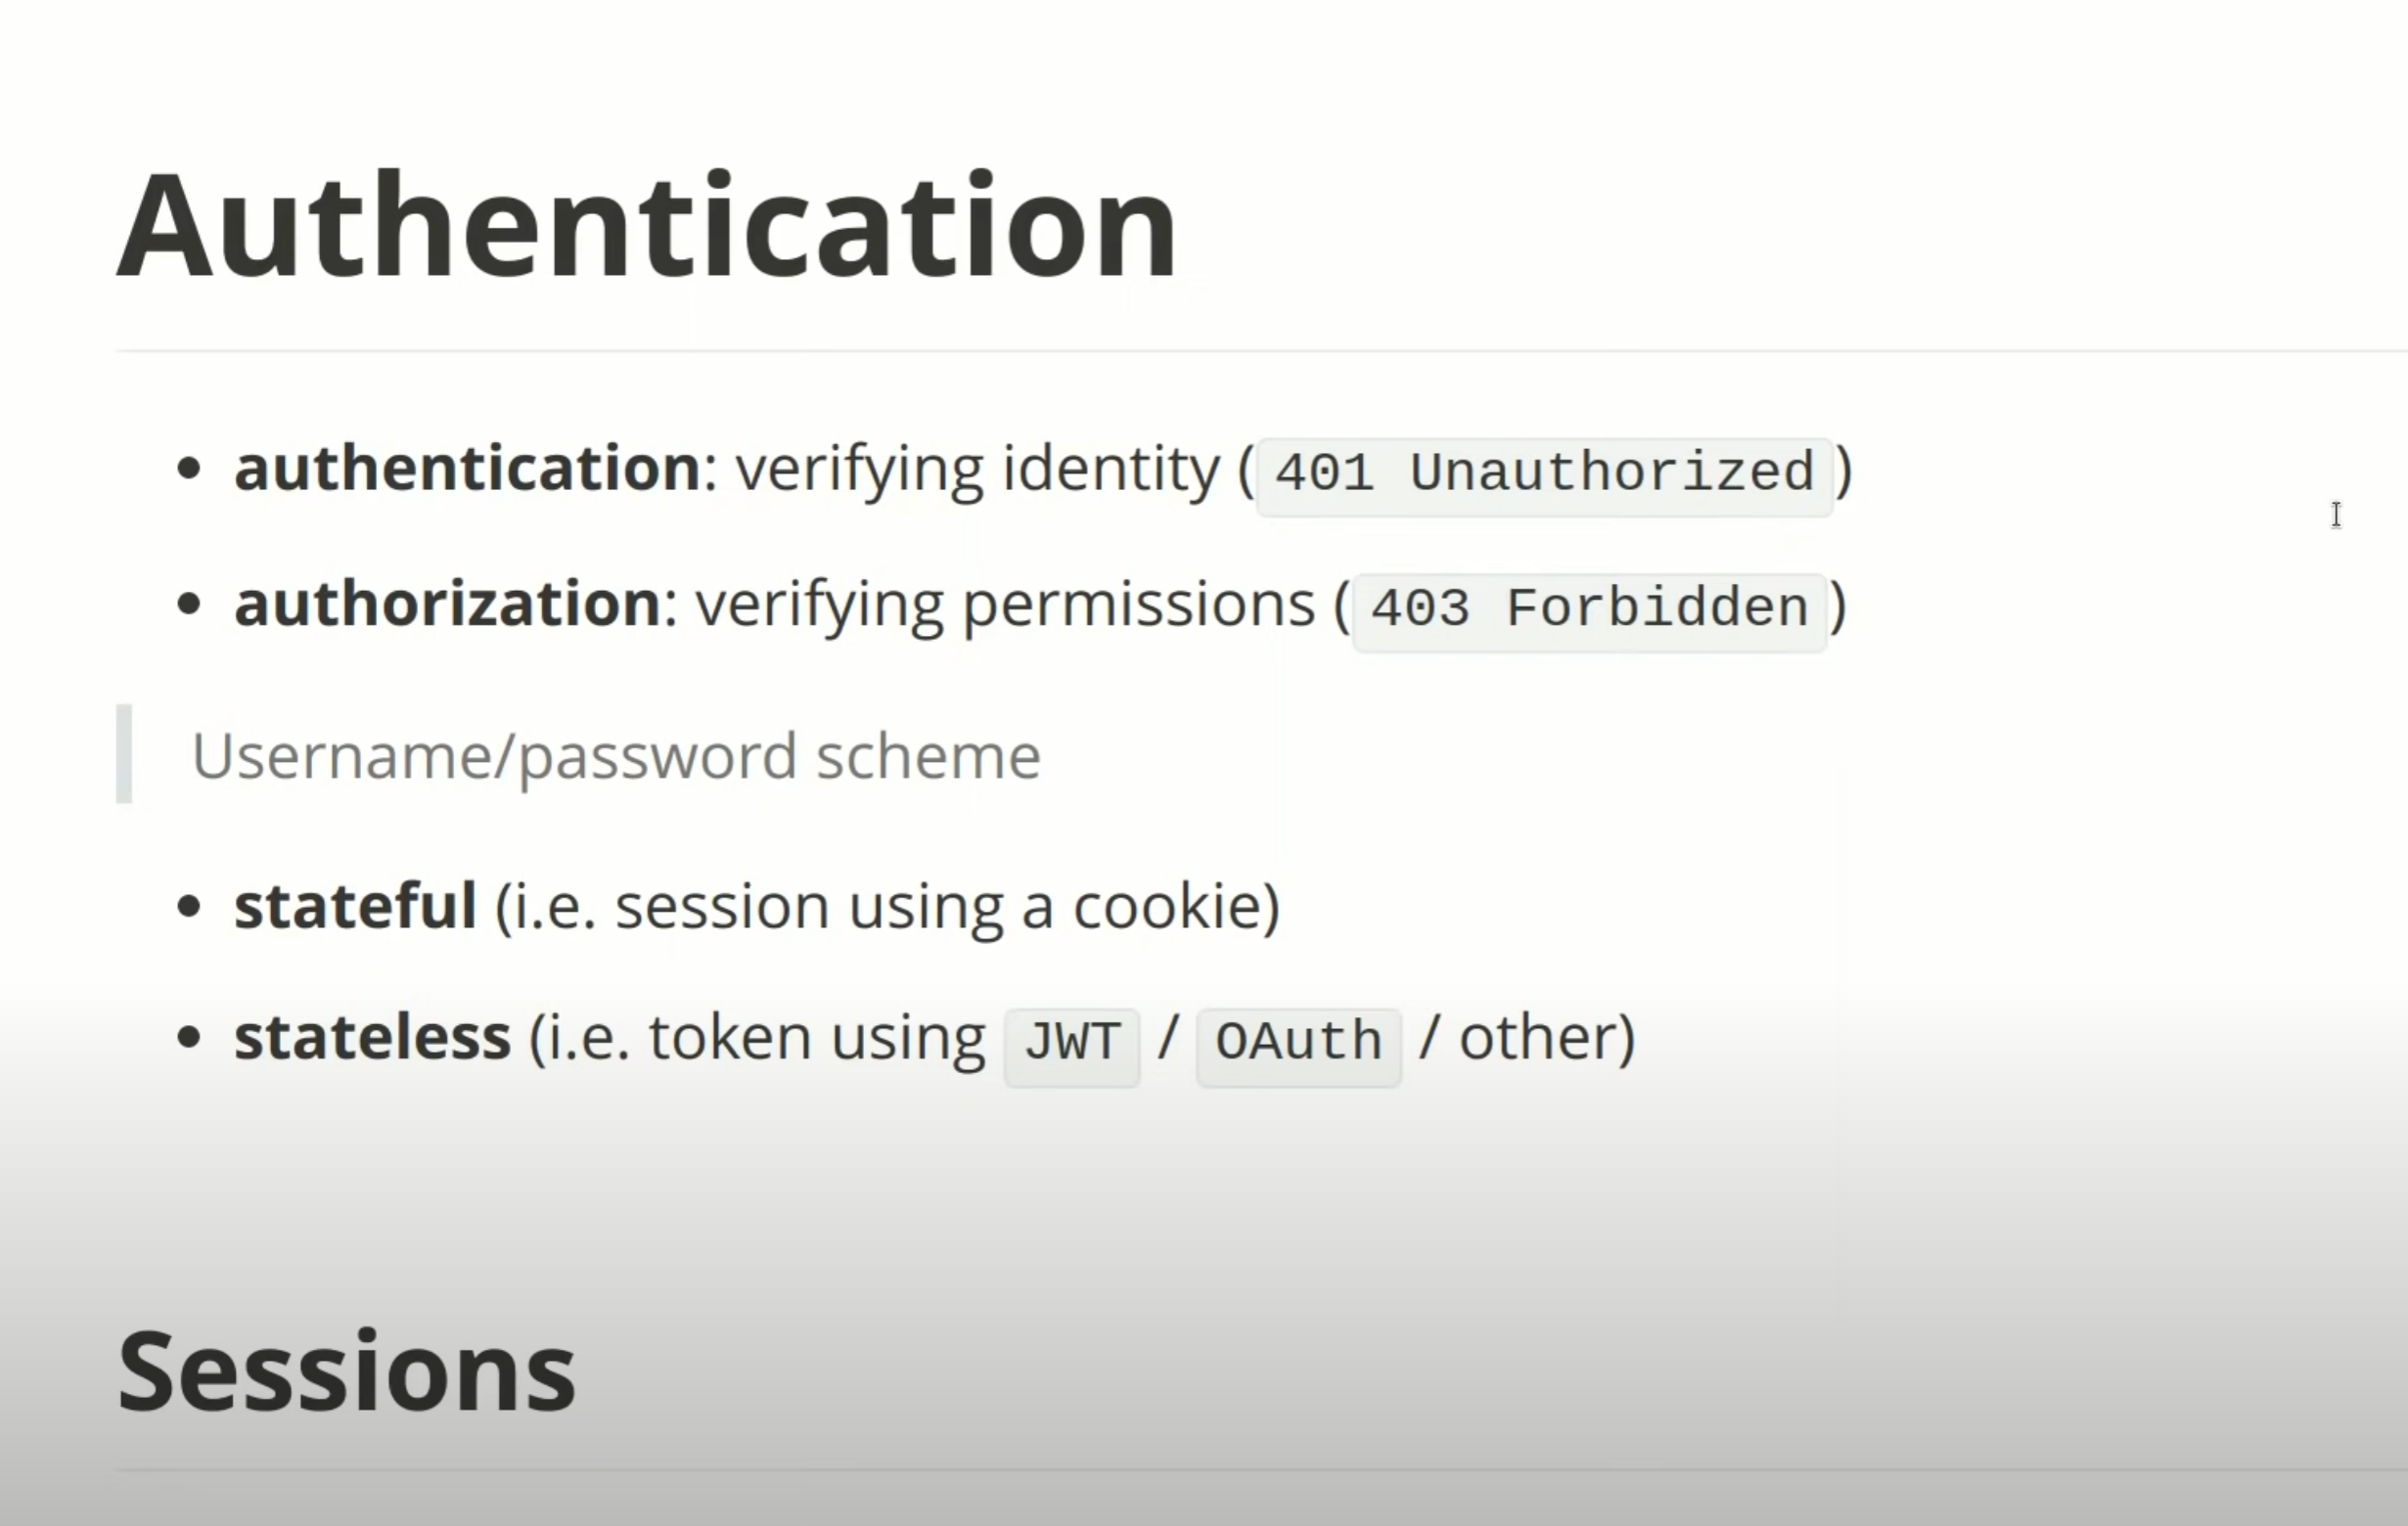 Authentication
authentication: verifying identity (401 Unauthorized)
authorization: verifying permissions (403 Forbidden)
Username/password scheme
stateful (i.e. session using a cookie)
stateless (i.e. token using JWT / OAuth / other)
Sessions